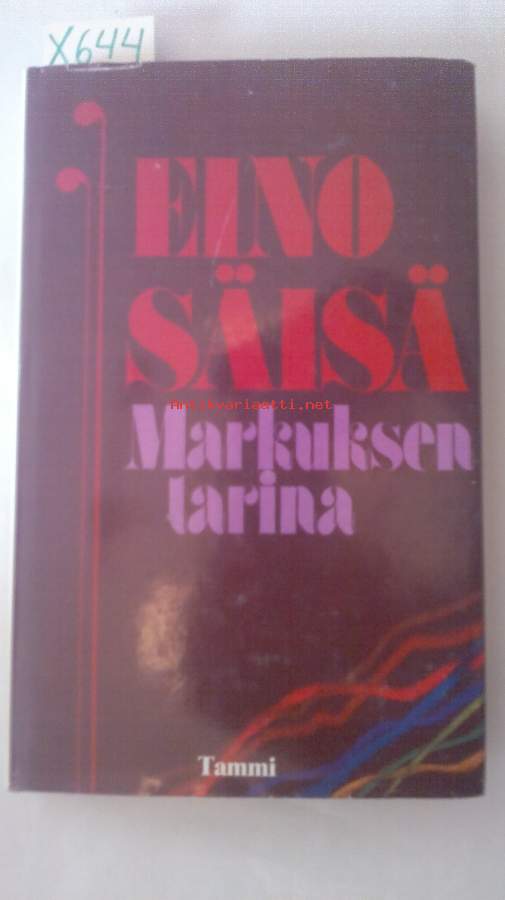 X644
EINO
SÄISÄ
Antikvariaatti.net
Markuksen
tarina
Tammi